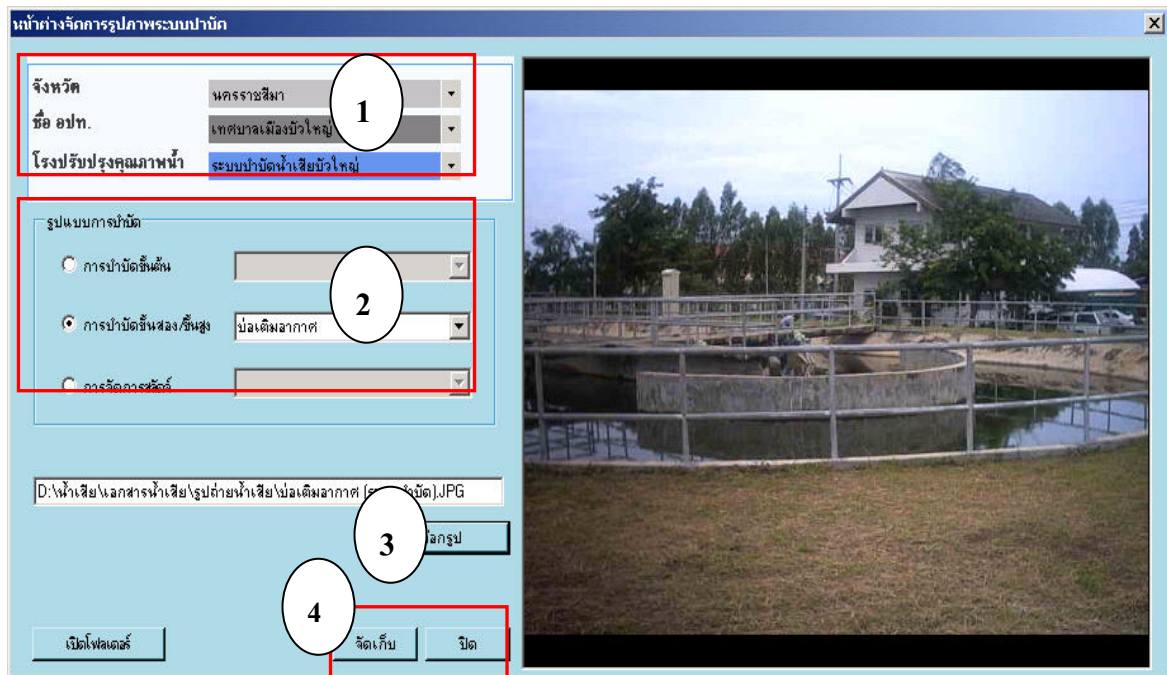 หน้าต่างจัดการรูปภาพระบบบำบัด
จังหวัด นครราชสีมา
1
ชื่อ อปท. เทศบาลเมืองบัวใหญ่
โรงปรับปรุงคุณภาพน้ำ ระบบบำบัดน้ำเสียบัวใหญ่
รูปแบบการบำบัด
การบำบัดขั้นต้น
2
การบำบัดขั้นสอง/ขั้นสูง บ่อเติมอากาศ
การจัดการสลัดจ์
D:\น้ำเสีย\เอกสารน้ำเสีย\รูปถ่ายน้ำเสีย\บ่อเติมอากาศ
.JPG
3
4
เปิดโฟลเดอร์ จัดเก็บ ปิด